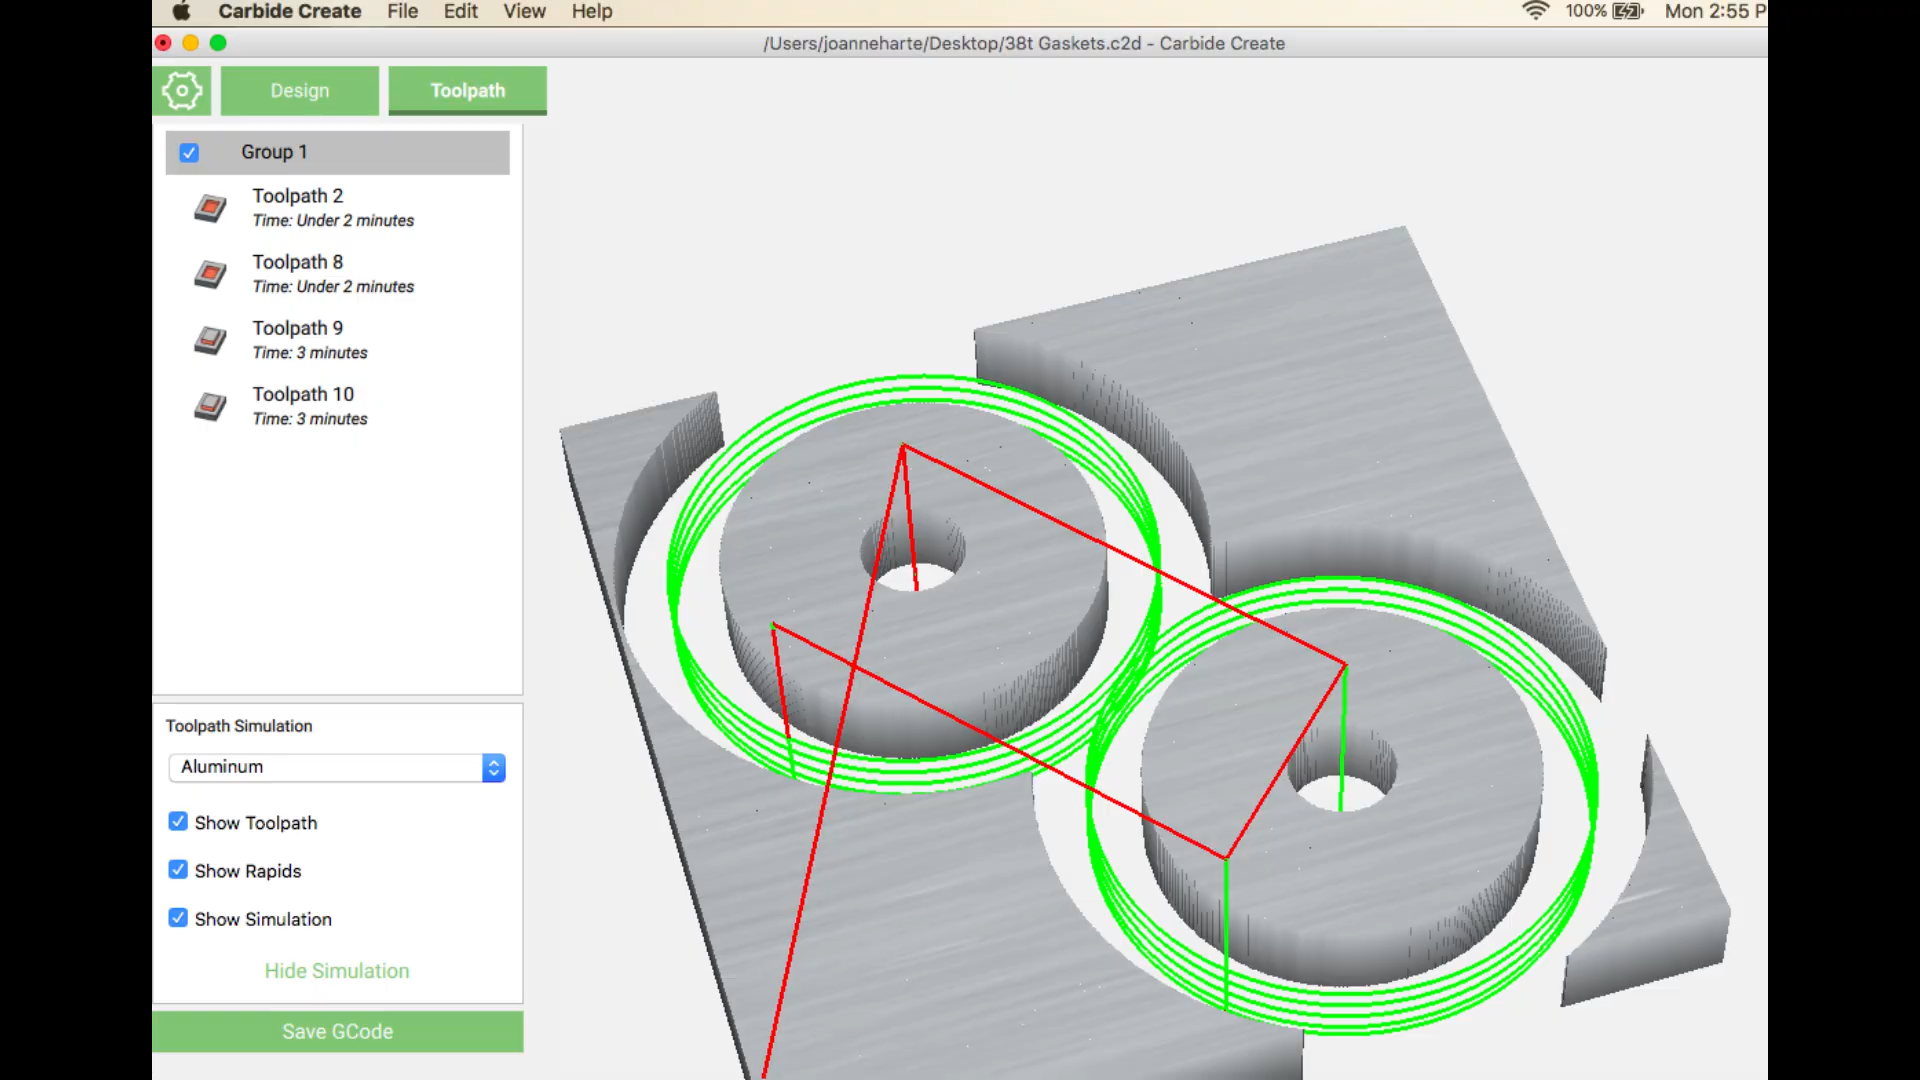 Carbide Create File Edit View Help 100% Mon 2:55 P
/Users/joanneharte/Desktop/38t Gaskets.c2d - Carbide Create
Design Toolpath
Group 1
Toolpath 2
Time: Under 2 minutes
Toolpath 8
Time: Under 2 minutes
Toolpath 9
Time: 3 minutes
Toolpath 10
Time: 3 minutes
Toolpath Simulation
Aluminum
Show Toolpath
Show Rapids
Show Simulation
Hide Simulation
Save GCode